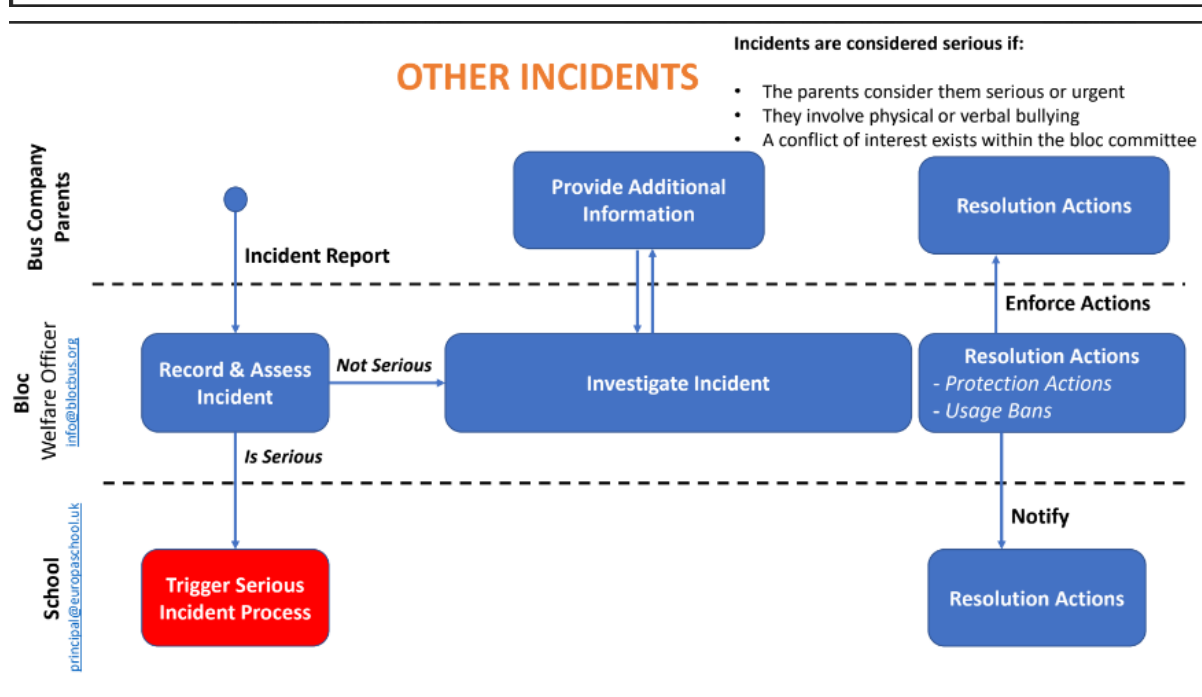 Incidents are considered serious if:
OTHER INCIDENTS
• The parents consider them serious or urgent
• They involve physical or verbal bullying
• A conflict of interest exists within the bloc committee
Bus Company
Parents
Incident Report
Provide Additional
Information
Resolution Actions
Enforce Actions
Bloc
Welfare Officer
info@blocbus.org
Record & Assess
Incident
Not Serious
Investigate Incident
Resolution Actions
- Protection Actions
- Usage Bans
Is Serious
Notify
School
principal@europaschool.uk
Trigger Serious
Incident Process
Resolution Actions